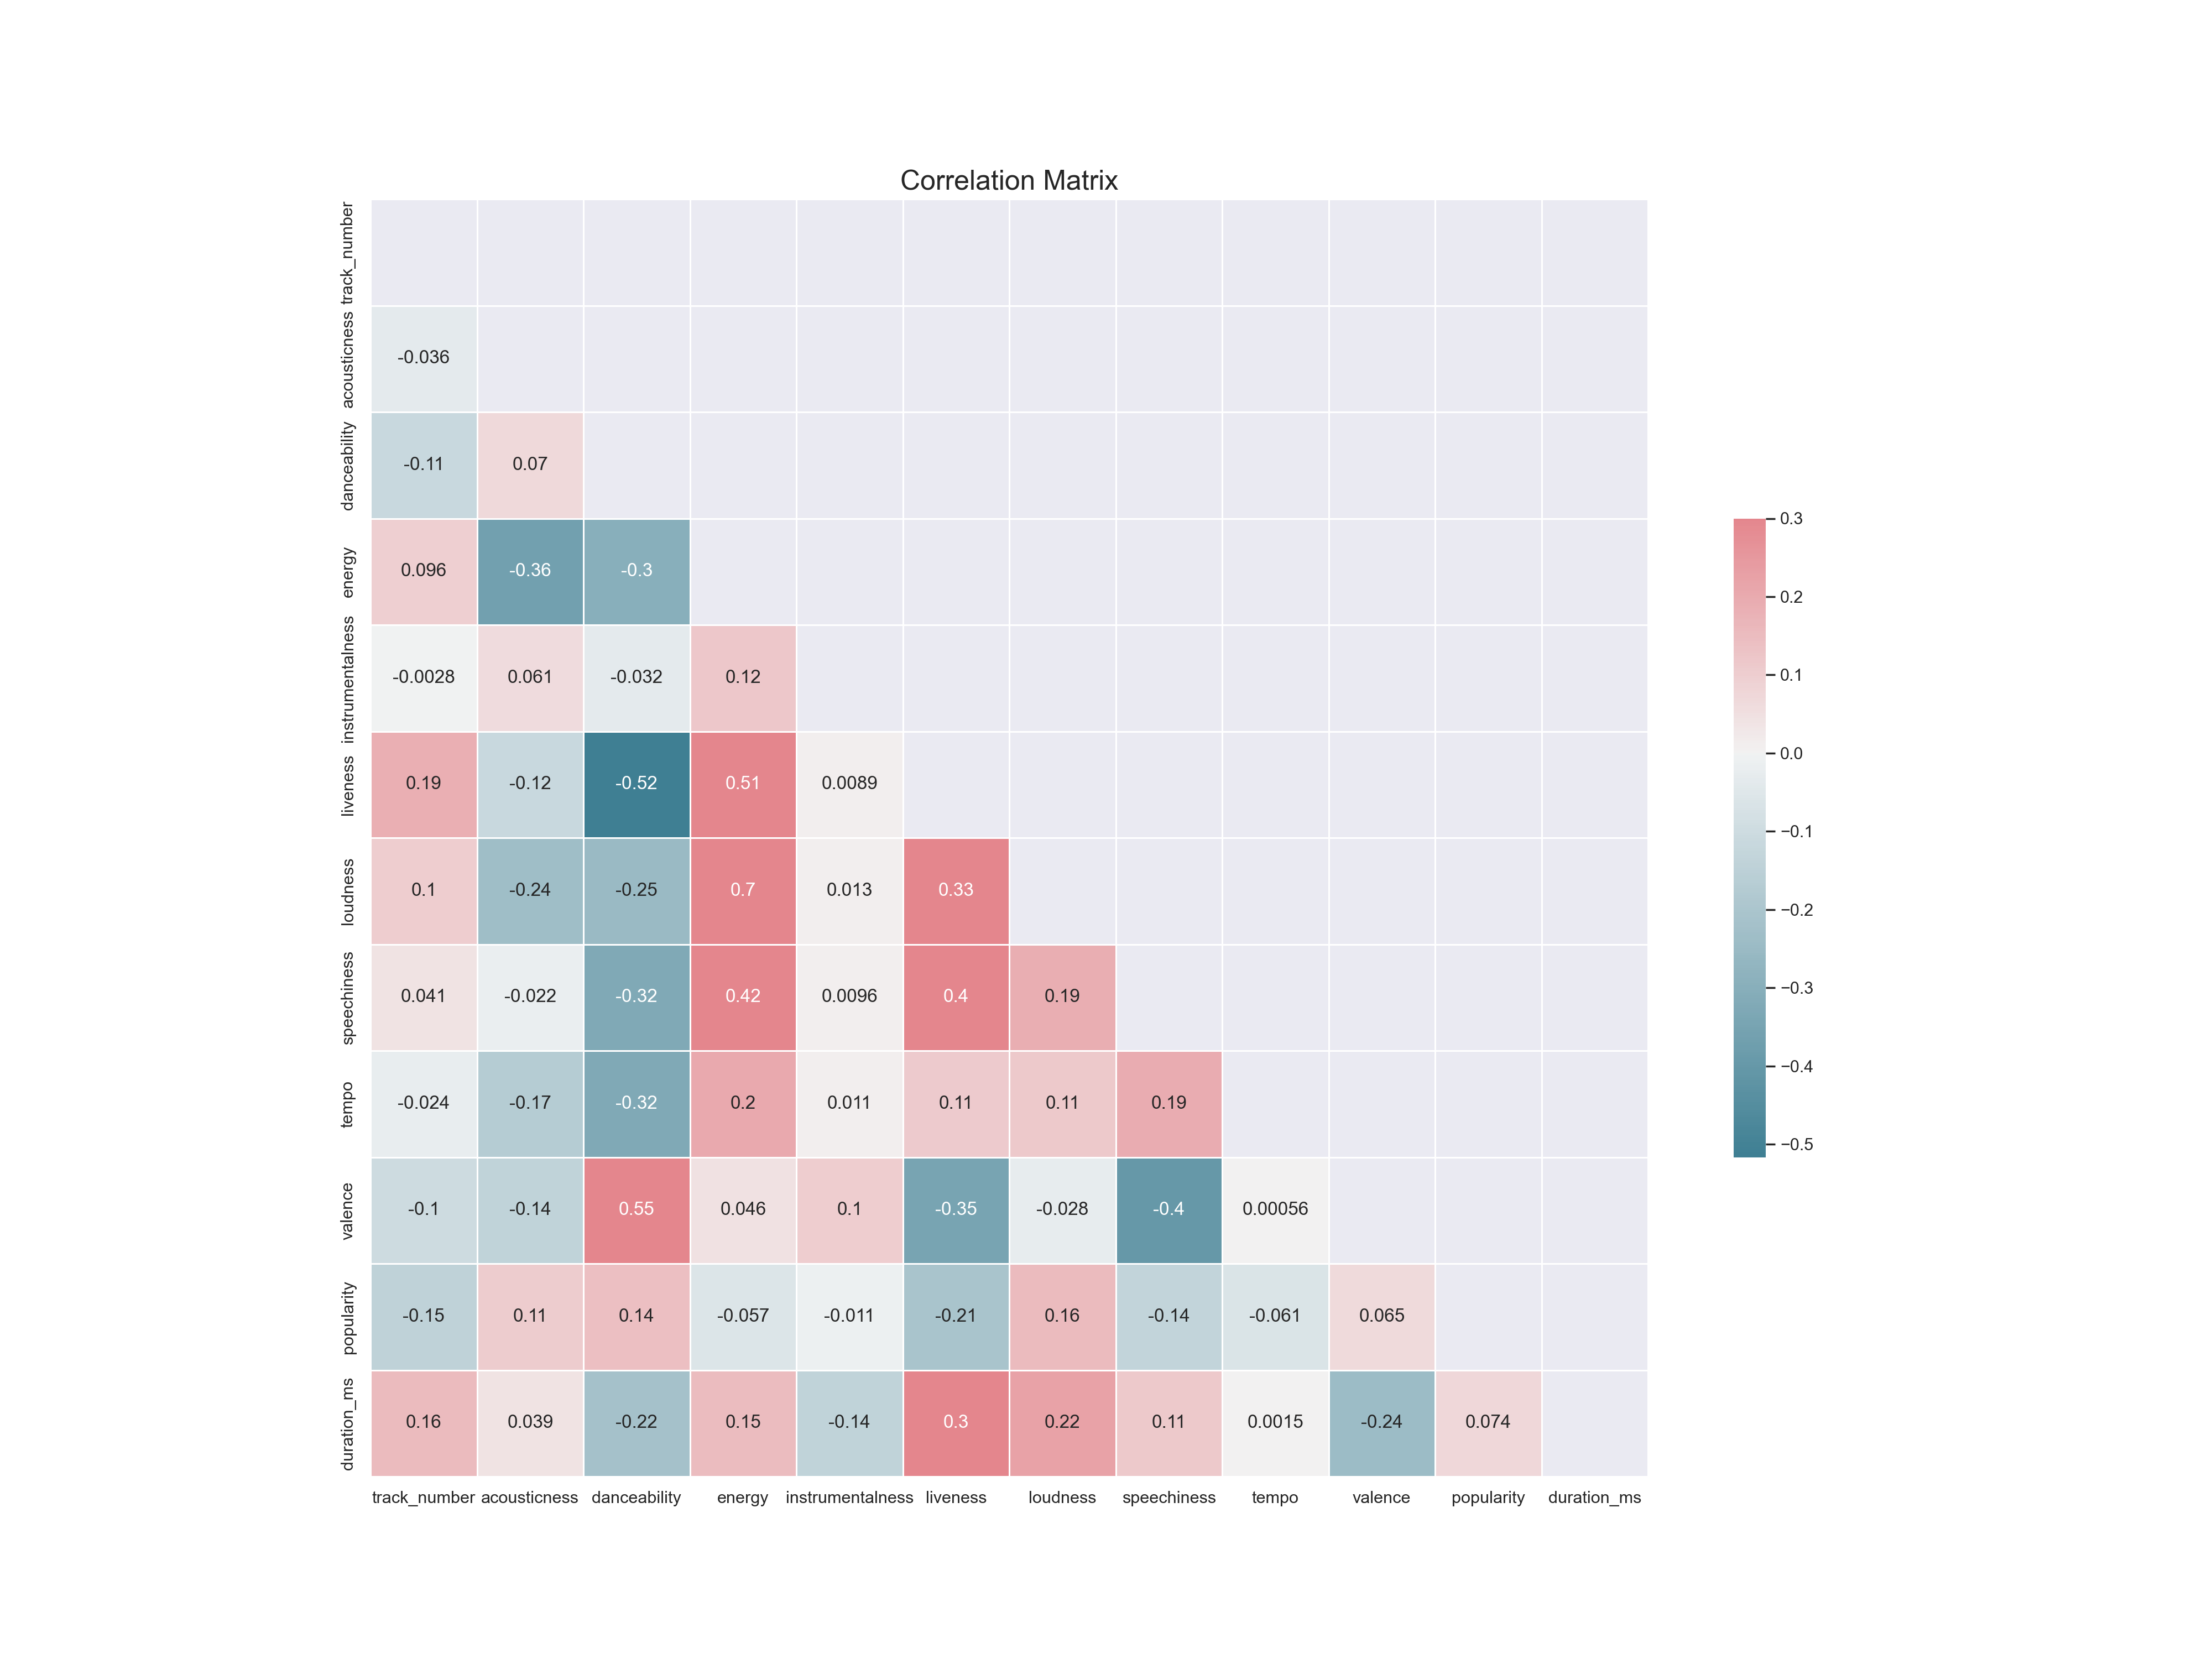 Correlation Matrix
track_number
acousticness -0.036
danceability -0.11 0.07
energy 0.096 -0.36 -0.3
instrumentalness -0.0028 0.061 -0.032 0.12
liveness 0.19 -0.12 -0.52 0.51 0.0089
loudness 0.1 -0.24 -0.25 0.7 0.013 0.33
speechiness 0.041 -0.022 -0.32 0.42 0.0096 0.4 0.19
tempo -0.024 -0.17 -0.32 0.2 0.011 0.11 0.11 0.19
valence -0.1 -0.14 0.55 0.046 0.1 -0.35 -0.028 -0.4 0.00056
popularity -0.15 0.11 0.14 -0.057 -0.011 -0.21 0.16 -0.14 -0.061 0.065
duration_ms 0.16 0.039 -0.22 0.15 -0.14 0.3 0.22 0.11 0.0015 -0.24 0.074
track_number acousticness danceability energy instrumentalness liveness loudness speechiness tempo valence popularity duration_ms
0.3
0.2
0.1
0.0
−0.1
−0.2
−0.3
−0.4
−0.5